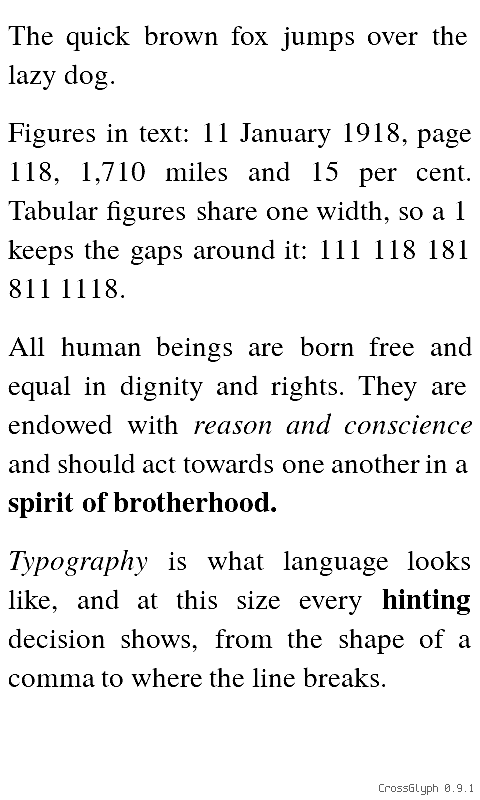 The quick brown fox jumps over the
lazy dog.
Figures in text: 11 January 1918, page
118, 1,710 miles and 15 per cent.
Tabular figures share one width, so a 1
keeps the gaps around it: 111 118 181
811 1118.
All human beings are born free and
equal in dignity and rights. They are
endowed with reason and conscience
and should act towards one another in a
spirit of brotherhood.
Typography is what language looks
like, and at this size every hinting
decision shows, from the shape of a
comma to where the line breaks.
CrossGlyph 0.9.1